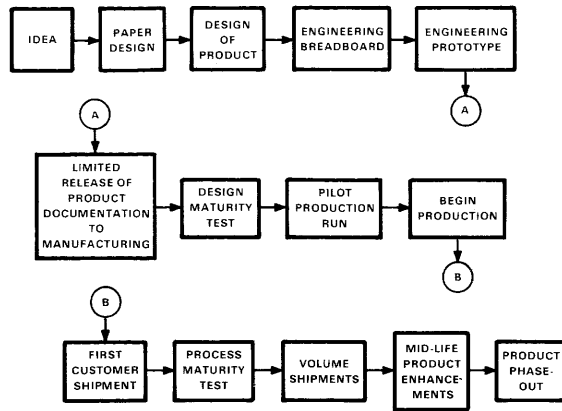 IDEA
PAPER
DESIGN
DESIGN
OF
PRODUCT
ENGINEERING
BREADBOARD
ENGINEERING
PROTOTYPE
A
A
LIMITED
RELEASE OF
PRODUCT
DOCUMENTATION
TO
MANUFACTURING
DESIGN
MATURITY
TEST
PILOT
PRODUCTION
RUN
BEGIN
PRODUCTION
B
B
FIRST
CUSTOMER
SHIPMENT
PROCESS
MATURITY
TEST
VOLUME
SHIPMENTS
MID-LIFE
PRODUCT
ENHANCE-
MENTS
PRODUCT
PHASE-
OUT